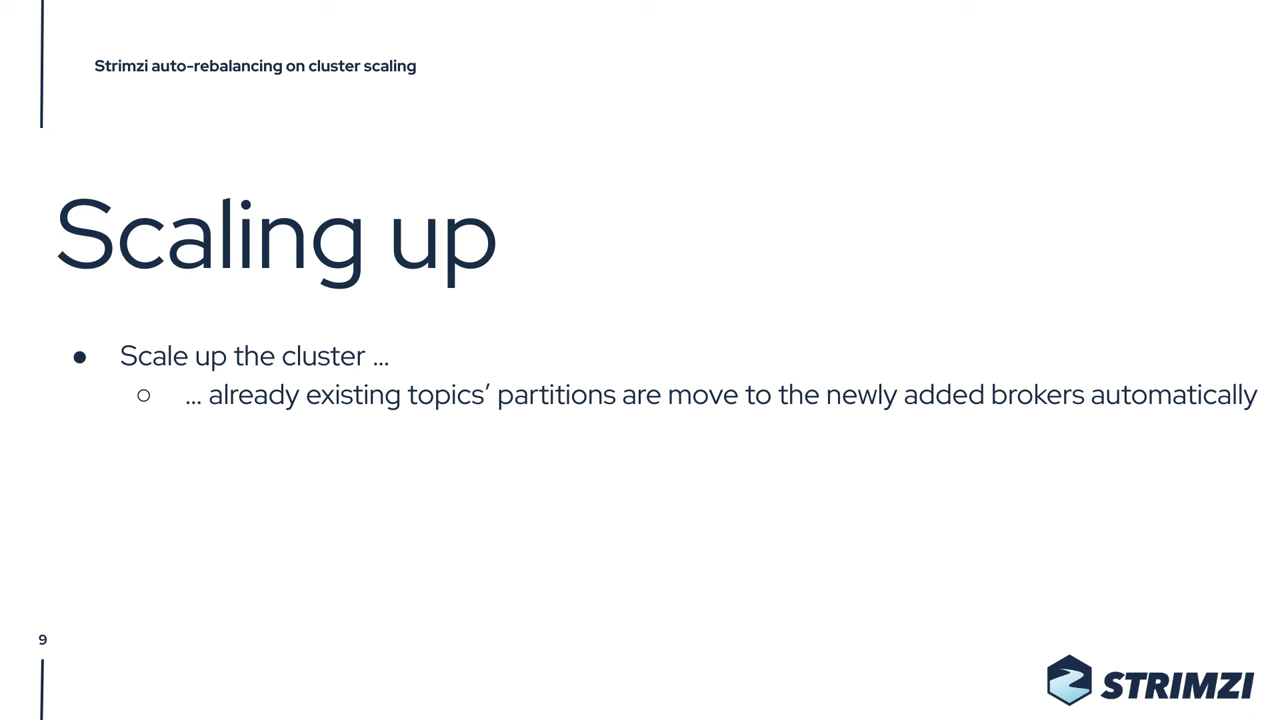 Strimzi auto-rebalancing on cluster scaling
Scaling up
● Scale up the cluster ...
○ ... already existing topics’ partitions are move to the newly added brokers automatically
9
STRIMZI